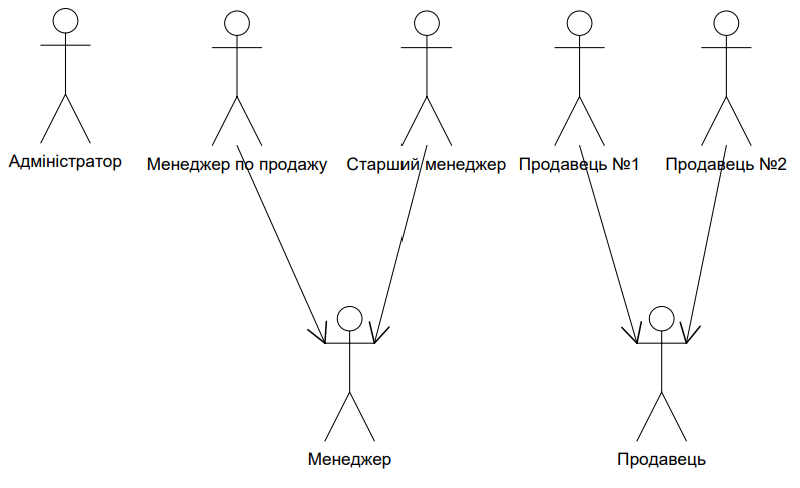 Адміністратор
Менеджер по продажу
Старший менеджер
Продавець №1
Продавець №2
Менеджер
Продавець